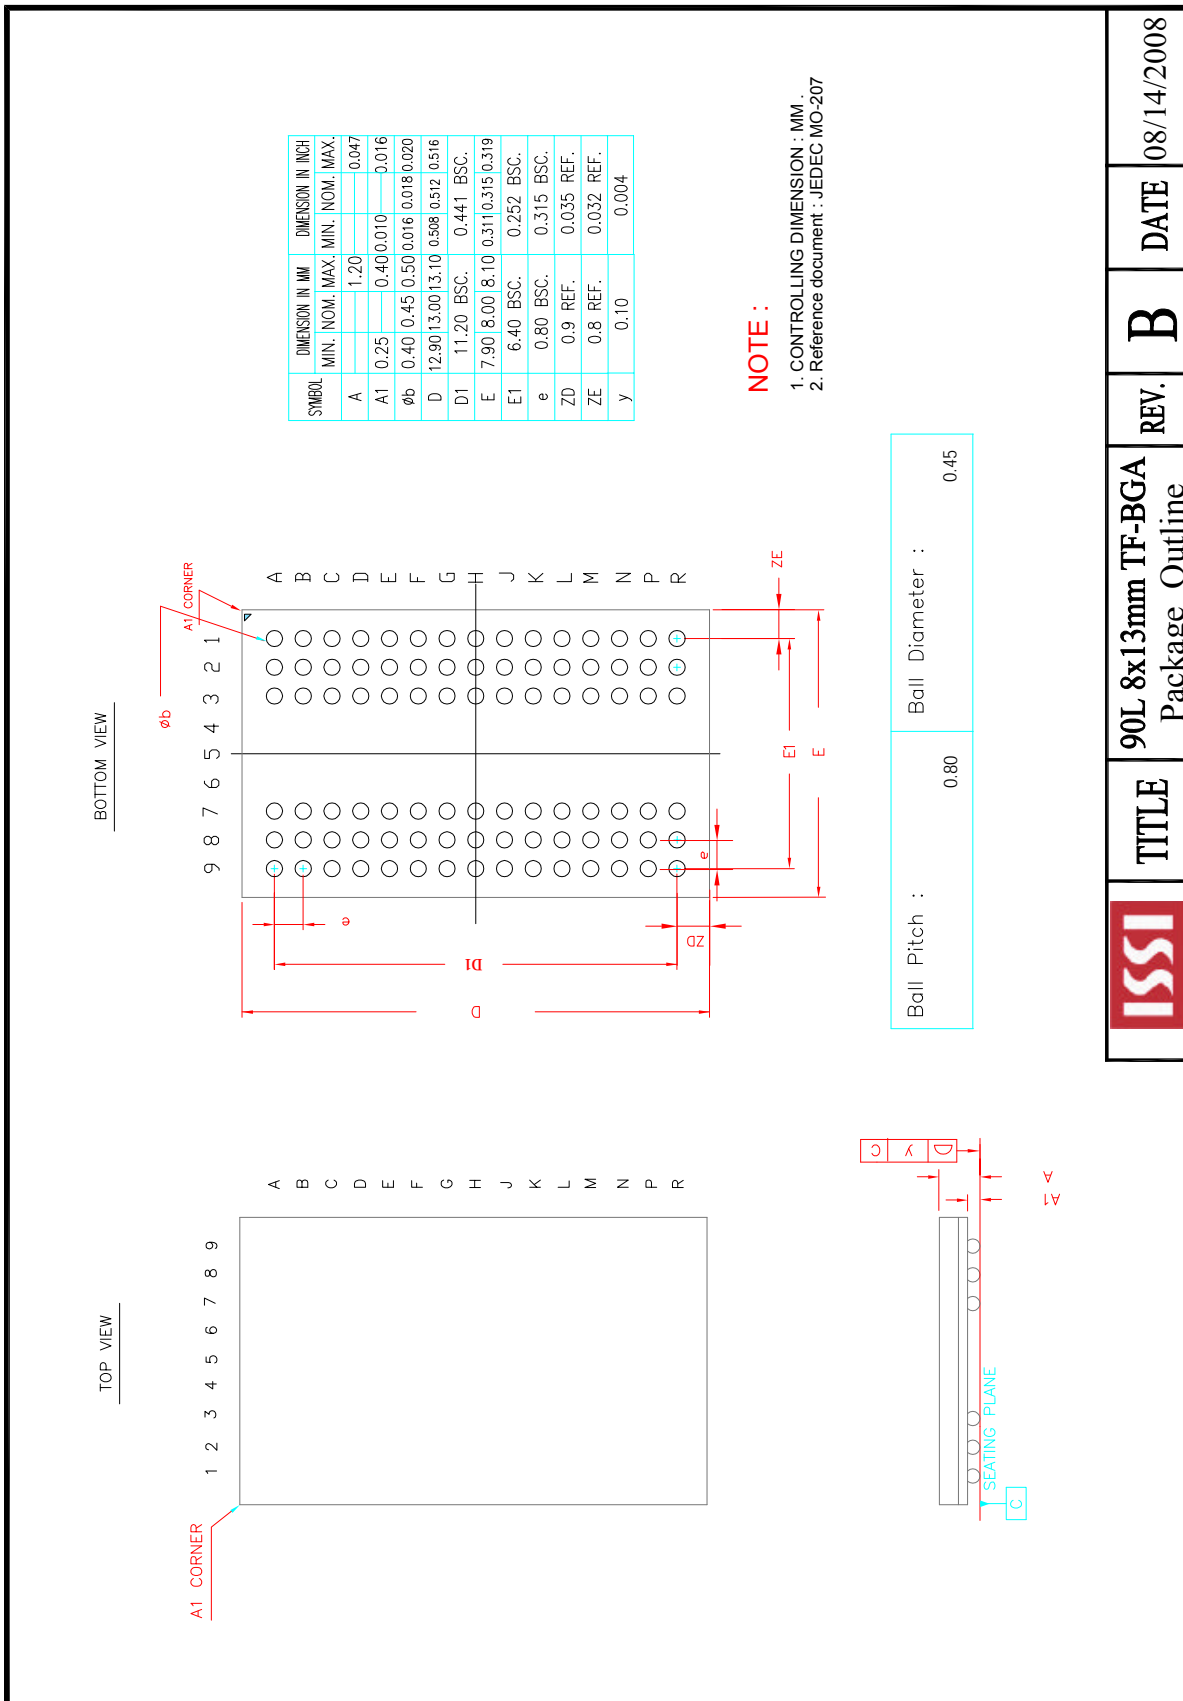 TOP VIEW
A1 CORNER
1 2 3 4 5 6 7 8 9
A
B
C
D
E
F
G
H
J
K
L
M
N
P
R
BOTTOM VIEW
øb
A1 CORNER
9 8 7 6 5 4 3 2 1
A
B
C
D
E
F
G
H
J
K
L
M
N
P
R
e
D1
D
ZD
e
E1
E
ZE
SYMBOL DIMENSION IN MM DIMENSION IN INCH
MIN. NOM. MAX. MIN. NOM. MAX.
A 1.20 0.047
A1 0.25 — 0.40 0.010 — 0.016
øb 0.40 0.45 0.50 0.016 0.018 0.020
D 12.90 13.00 13.10 0.508 0.512 0.516
D1 11.20 BSC. 0.441 BSC.
E 7.90 8.00 8.10 0.311 0.315 0.319
E1 6.40 BSC. 0.252 BSC.
e 0.80 BSC. 0.315 BSC.
ZD 0.9 REF. 0.035 REF.
ZE 0.8 REF. 0.032 REF.
y 0.10 0.004
NOTE :
1. CONTROLLING DIMENSION : MM .
2. Reference document : JEDEC MO-207
SEATING PLANE
C
A1
A
y C
Ball Pitch : 0.80
Ball Diameter : 0.45
ISSI
TITLE
90L 8x13mm TF-BGA
Package Outline
REV.
B
DATE
08/14/2008